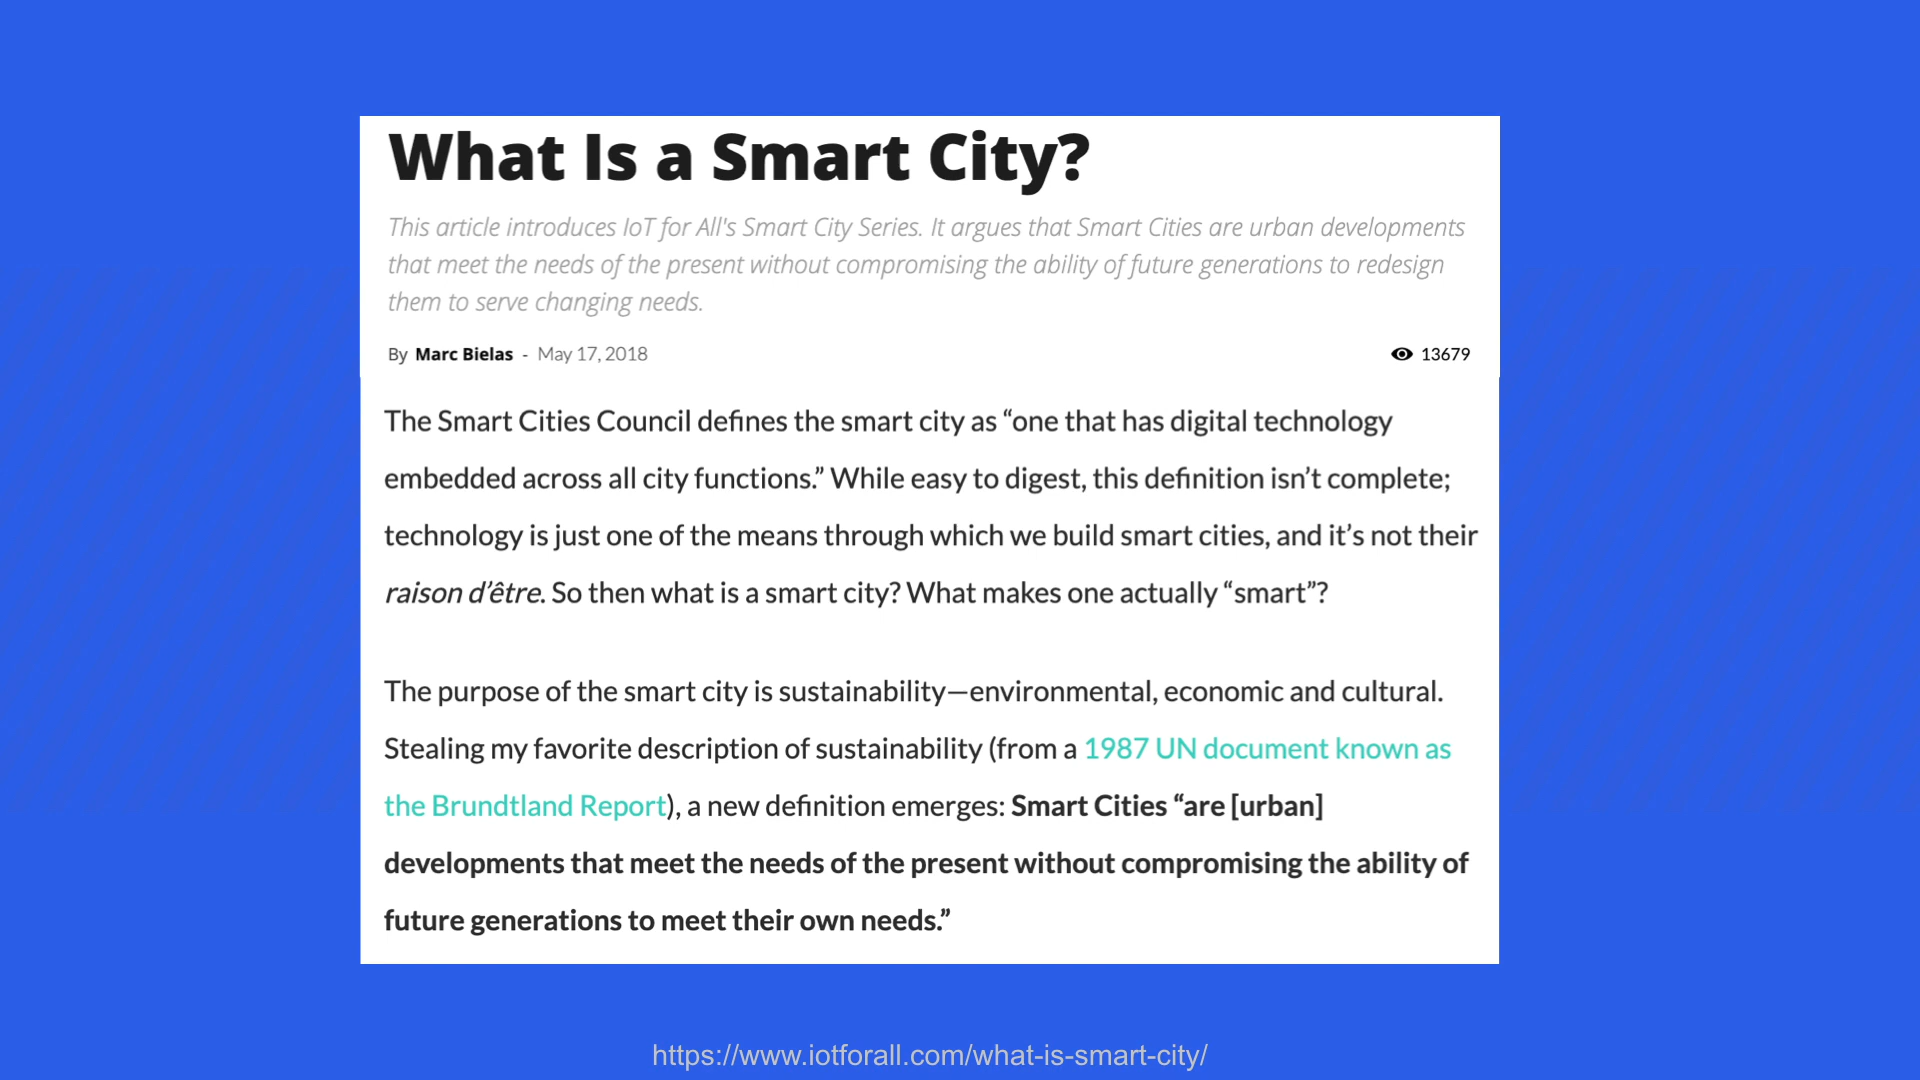 What Is a Smart City?
This article introduces IoT for All's Smart City Series. It argues that Smart Cities are urban developments
that meet the needs of the present without compromising the ability of future generations to redesign
them to serve changing needs.
By Marc Bielas - May 17, 2018 13679
The Smart Cities Council defines the smart city as “one that has digital technology
embedded across all city functions.” While easy to digest, this definition isn’t complete;
technology is just one of the means through which we build smart cities, and it’s not their
raison d’être. So then what is a smart city? What makes one actually “smart”?
The purpose of the smart city is sustainability—environmental, economic and cultural.
Stealing my favorite description of sustainability (from a 1987 UN document known as
the Brundtland Report), a new definition emerges: Smart Cities “are [urban]
developments that meet the needs of the present without compromising the ability of
future generations to meet their own needs.”
https://www.iotforall.com/what-is-smart-city/